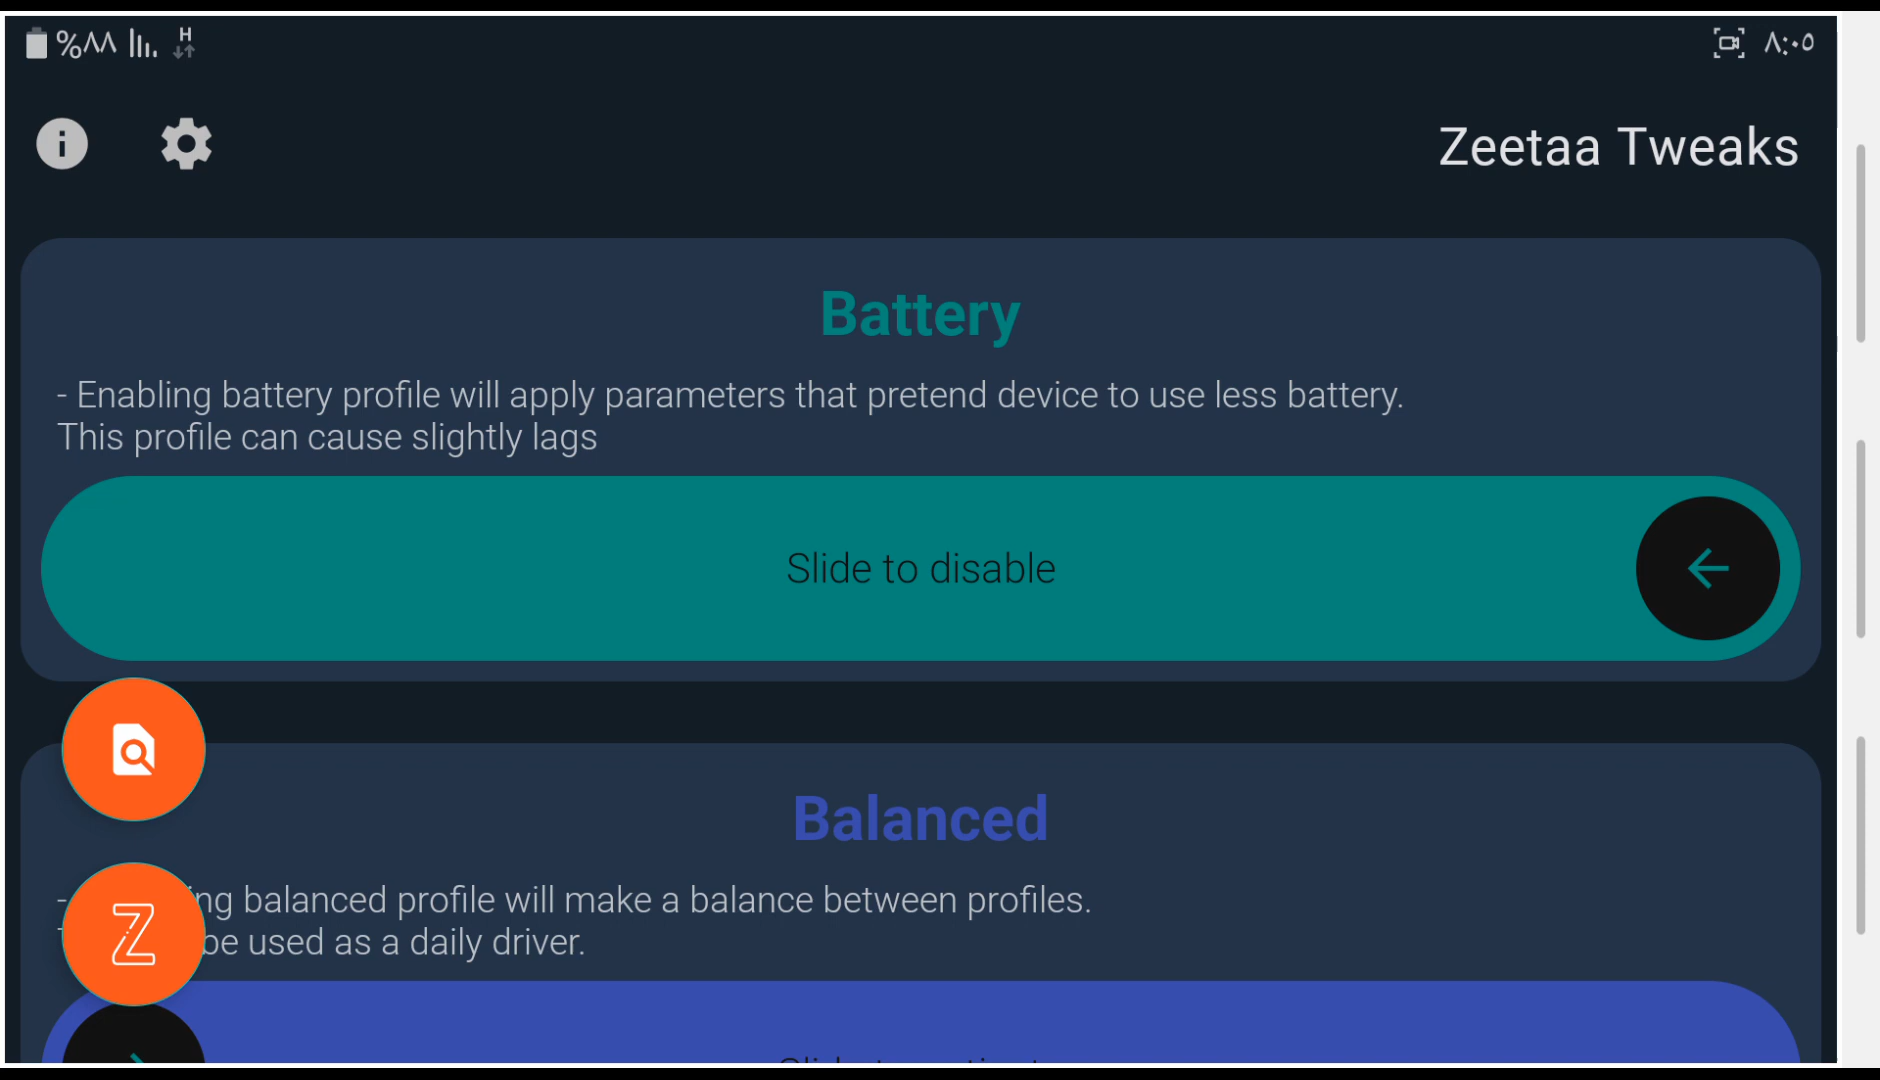 %٨٨ H ٨:٠٥
Zeetaa Tweaks
Battery
- Enabling battery profile will apply parameters that pretend device to use less battery.
This profile can cause slightly lags
Slide to disable
Balanced
- balanced profile will make a balance between profiles.
be used as a daily driver.
Z